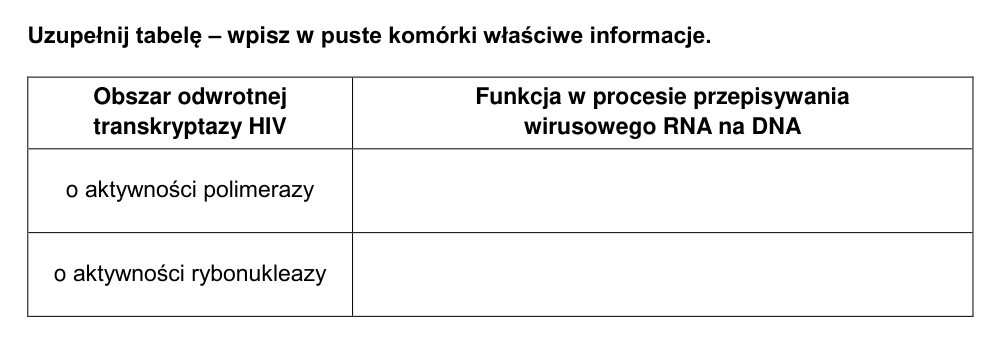 Uzupełnij tabelę – wpisz w puste komórki właściwe informacje.
Obszar odwrotnej
transkryptazy HIV
Funkcja w procesie przepisywania
wirusowego RNA na DNA
o aktywności polimerazy
o aktywności rybonukleazy